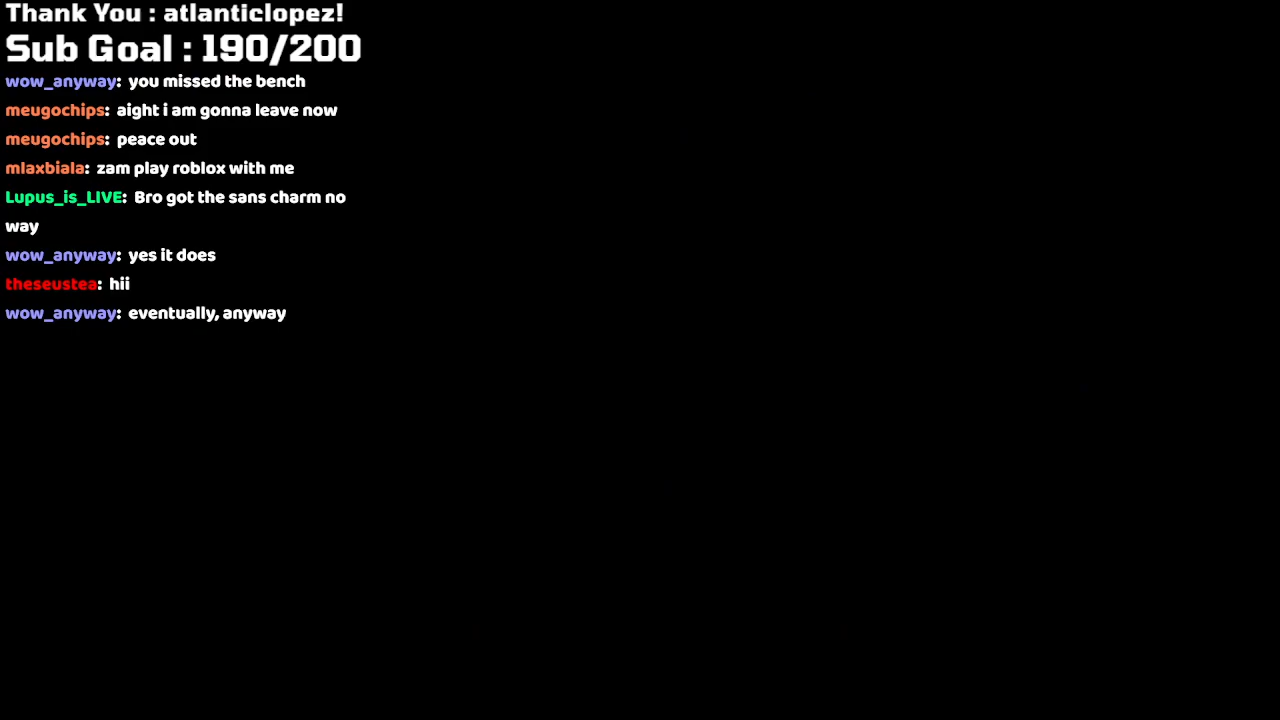 Thank You : atlanticlopez!
Sub Goal : 190/200
wow_anyway: you missed the bench
meugochips: aight i am gonna leave now
meugochips: peace out
mlaxbiala: zam play roblox with me
Lupus_is_LIVE: Bro got the sans charm no
way
wow_anyway: yes it does
theseustea: hii
wow_anyway: eventually, anyway